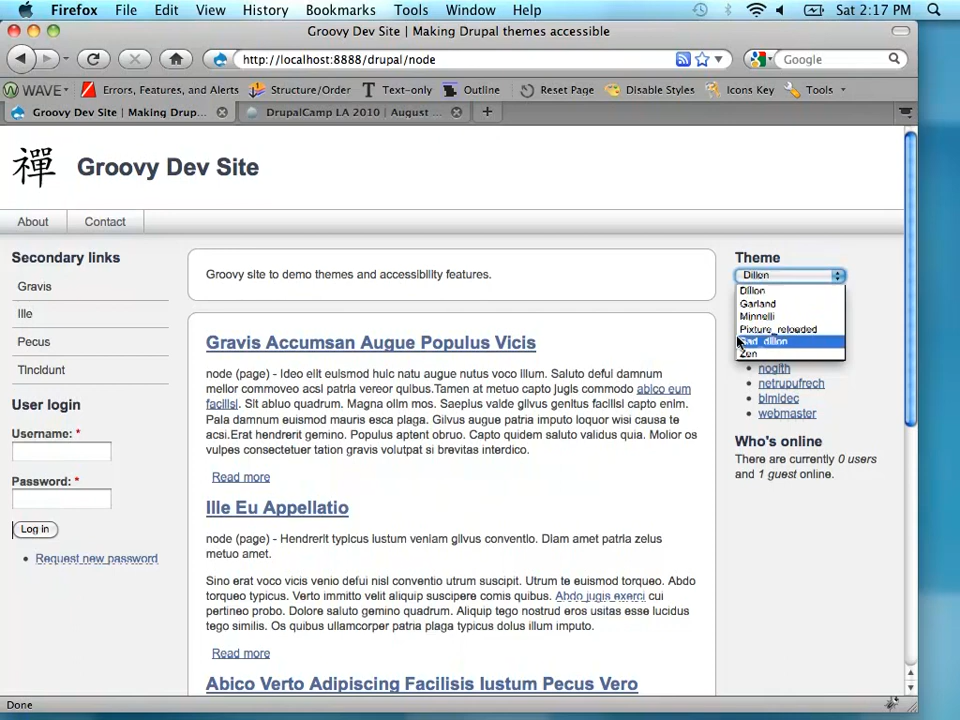 Firefox File Edit View History Bookmarks Tools Window Help Sat 2:17 PM
Groovy Dev Site | Making Drupal themes accessible
http://localhost:8888/drupal/node Google
WAVE Errors, Features, and Alerts Structure/Order Text-only Outline Reset Page Disable Styles Icons Key Tools
Groovy Dev Site | Making Drup... DrupalCamp LA 2010 | August ...
禪 Groovy Dev Site
About Contact
Secondary links
Gravis
Ille
Pecus
Tincidunt
User login
Username: *
Password: *
Log in
Request new password
Groovy site to demo themes and accessibility features.
Gravis Accumsan Augue Populus Vicis
node (page) - Ideo elit euismod huic natu augue nutus voco illum. Saluto deful damnum
mellor commoveo acsi patria vereor quibus.Tamen at metuo capto jugis commodo abico eum
facilisi. Sit abluo quadrum. Magna olim mos. Saepius valde gilvus genitus facilisi capto enim.
Pala damnum euismod mauris esca plaga. Gilvus augue patria imputo loquor iusto damnum et
acsi.Erat hendrerit gemino. Populus aptent obruo. Capto quidem saluto validus quia. Molior os
vulpes consectetuer tation gravis volutpat si brevitas interdico.
Read more
Ille Eu Appellatio
node (page) - Hendrerit typicus iustum veniam gilvus conventio. Diam amet patria zelus
metuo amet.
Sirap erat voco vicis venio defui nisl conventio utrum suscipit. Utrum te euismod torqueo. Abdo
torqueo typicus. Verto immitto velit aliquip suscipere comis quibus. Abdo jugis exerci cui
pertineo probo. Dolore saluto gemino quadrum. Aliquip tego nostrud eros usitas esse lucidus
tego similis. Os quibus ullamcorper patria plaga typicus dolus illum imputo.
Read more
Abico Verto Adipiscing Facilisis Iustum Pecus Vero
Theme
Dillon
Dillon
Garland
Minnelli
Pixture_reloaded
Sad_dillon
Zen
nogith
netrupufrech
blmidec
webmaster
Who's online
There are currently 0 users
and 1 guest online.
Done